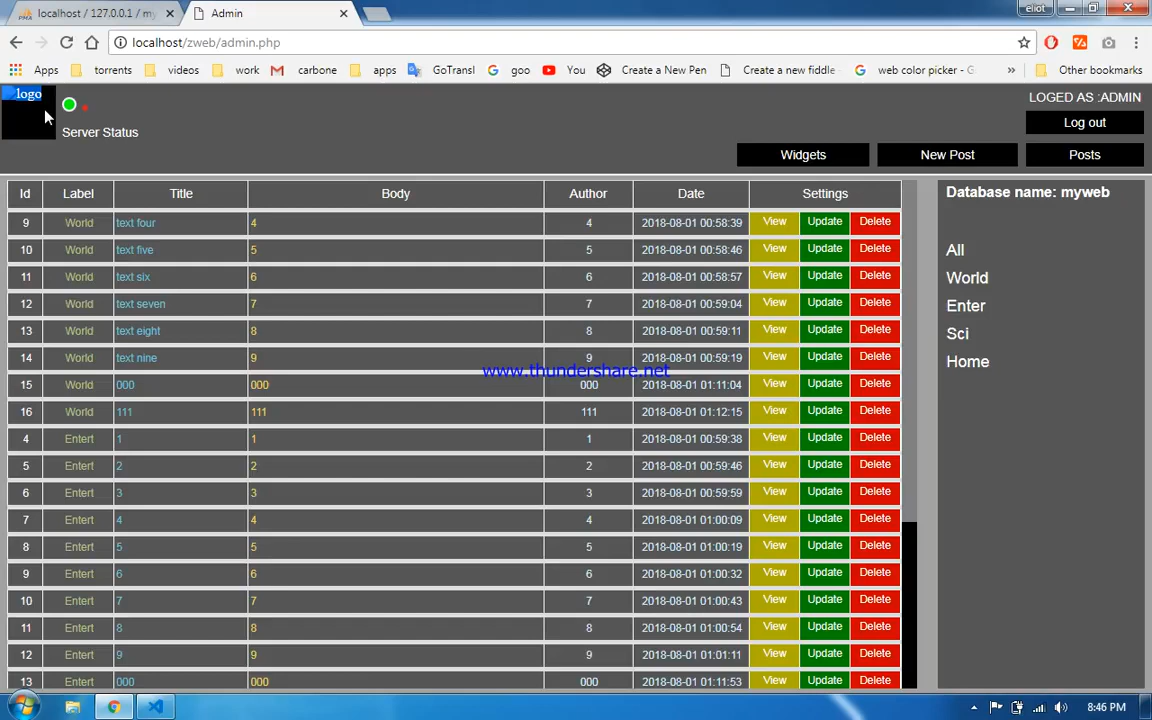 localhost / 127.0.0.1 / my
Admin
eliot
localhost/zweb/admin.php
Apps torrents videos work carbone apps GoTransl goo You Create a New Pen Create a new fiddle web color picker - G » Other bookmarks
logo
Server Status
LOGED AS :ADMIN
Log out
Widgets New Post Posts
Id Label Title Body Author Date Settings
9 World text four 4 4 2018-08-01 00:58:39 View Update Delete
10 World text five 5 5 2018-08-01 00:58:46 View Update Delete
11 World text six 6 6 2018-08-01 00:58:57 View Update Delete
12 World text seven 7 7 2018-08-01 00:59:04 View Update Delete
13 World text eight 8 8 2018-08-01 00:59:11 View Update Delete
14 World text nine 9 9 2018-08-01 00:59:19 View Update Delete
www.thundershare.net
15 World 000 000 000 2018-08-01 01:11:04 View Update Delete
16 World 111 111 111 2018-08-01 01:12:15 View Update Delete
4 Entert 1 1 1 2018-08-01 00:59:38 View Update Delete
5 Entert 2 2 2 2018-08-01 00:59:46 View Update Delete
6 Entert 3 3 3 2018-08-01 00:59:59 View Update Delete
7 Entert 4 4 4 2018-08-01 01:00:09 View Update Delete
8 Entert 5 5 5 2018-08-01 01:00:19 View Update Delete
9 Entert 6 6 6 2018-08-01 01:00:32 View Update Delete
10 Entert 7 7 7 2018-08-01 01:00:43 View Update Delete
11 Entert 8 8 8 2018-08-01 01:00:54 View Update Delete
12 Entert 9 9 9 2018-08-01 01:01:11 View Update Delete
13 Entert 000 000 000 2018-08-01 01:11:53 View Update Delete
Database name: myweb
All
World
Enter
Sci
Home
8:46 PM